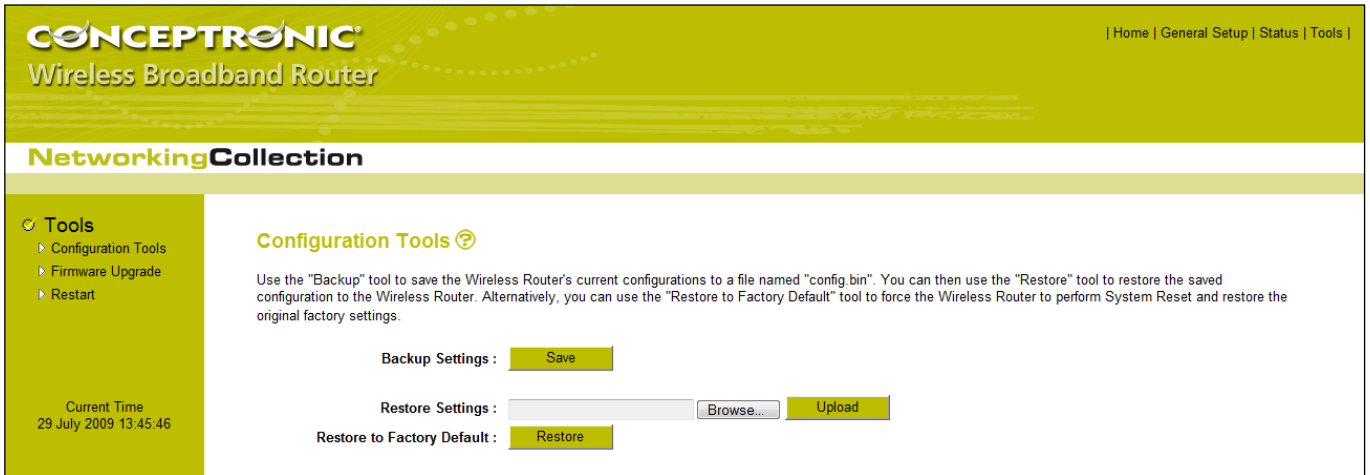 CONCEPTRONIC®
| Home | General Setup | Status | Tools |
Wireless Broadband Router
NetworkingCollection
Tools
Configuration Tools
Firmware Upgrade
Restart
Current Time
29 July 2009 13:45:46
Configuration Tools ?
Use the "Backup" tool to save the Wireless Router's current configurations to a file named "config.bin". You can then use the "Restore" tool to restore the saved
configuration to the Wireless Router. Alternatively, you can use the "Restore to Factory Default" tool to force the Wireless Router to perform System Reset and restore the
original factory settings.
Backup Settings : Save
Restore Settings : Browse... Upload
Restore to Factory Default : Restore